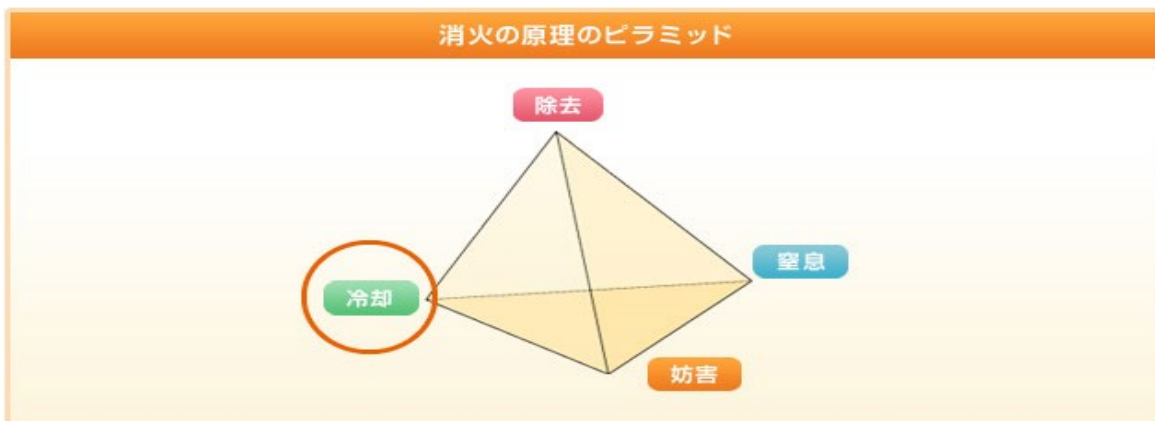 消火の原理のピラミッド
除去
窒息
冷却
妨害